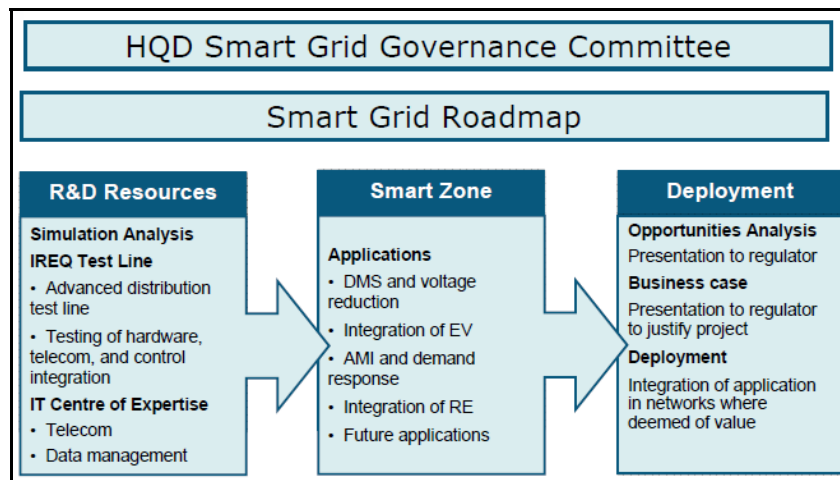 HQD Smart Grid Governance Committee
Smart Grid Roadmap
R&D Resources
Simulation Analysis
IREQ Test Line
• Advanced distribution
test line
• Testing of hardware,
telecom, and control
integration
IT Centre of Expertise
• Telecom
• Data management
Smart Zone
Applications
• DMS and voltage
reduction
• Integration of EV
• AMI and demand
response
• Integration of RE
• Future applications
Deployment
Opportunities Analysis
Presentation to regulator
Business case
Presentation to regulator
to justify project
Deployment
Integration of application
in networks where
deemed of value